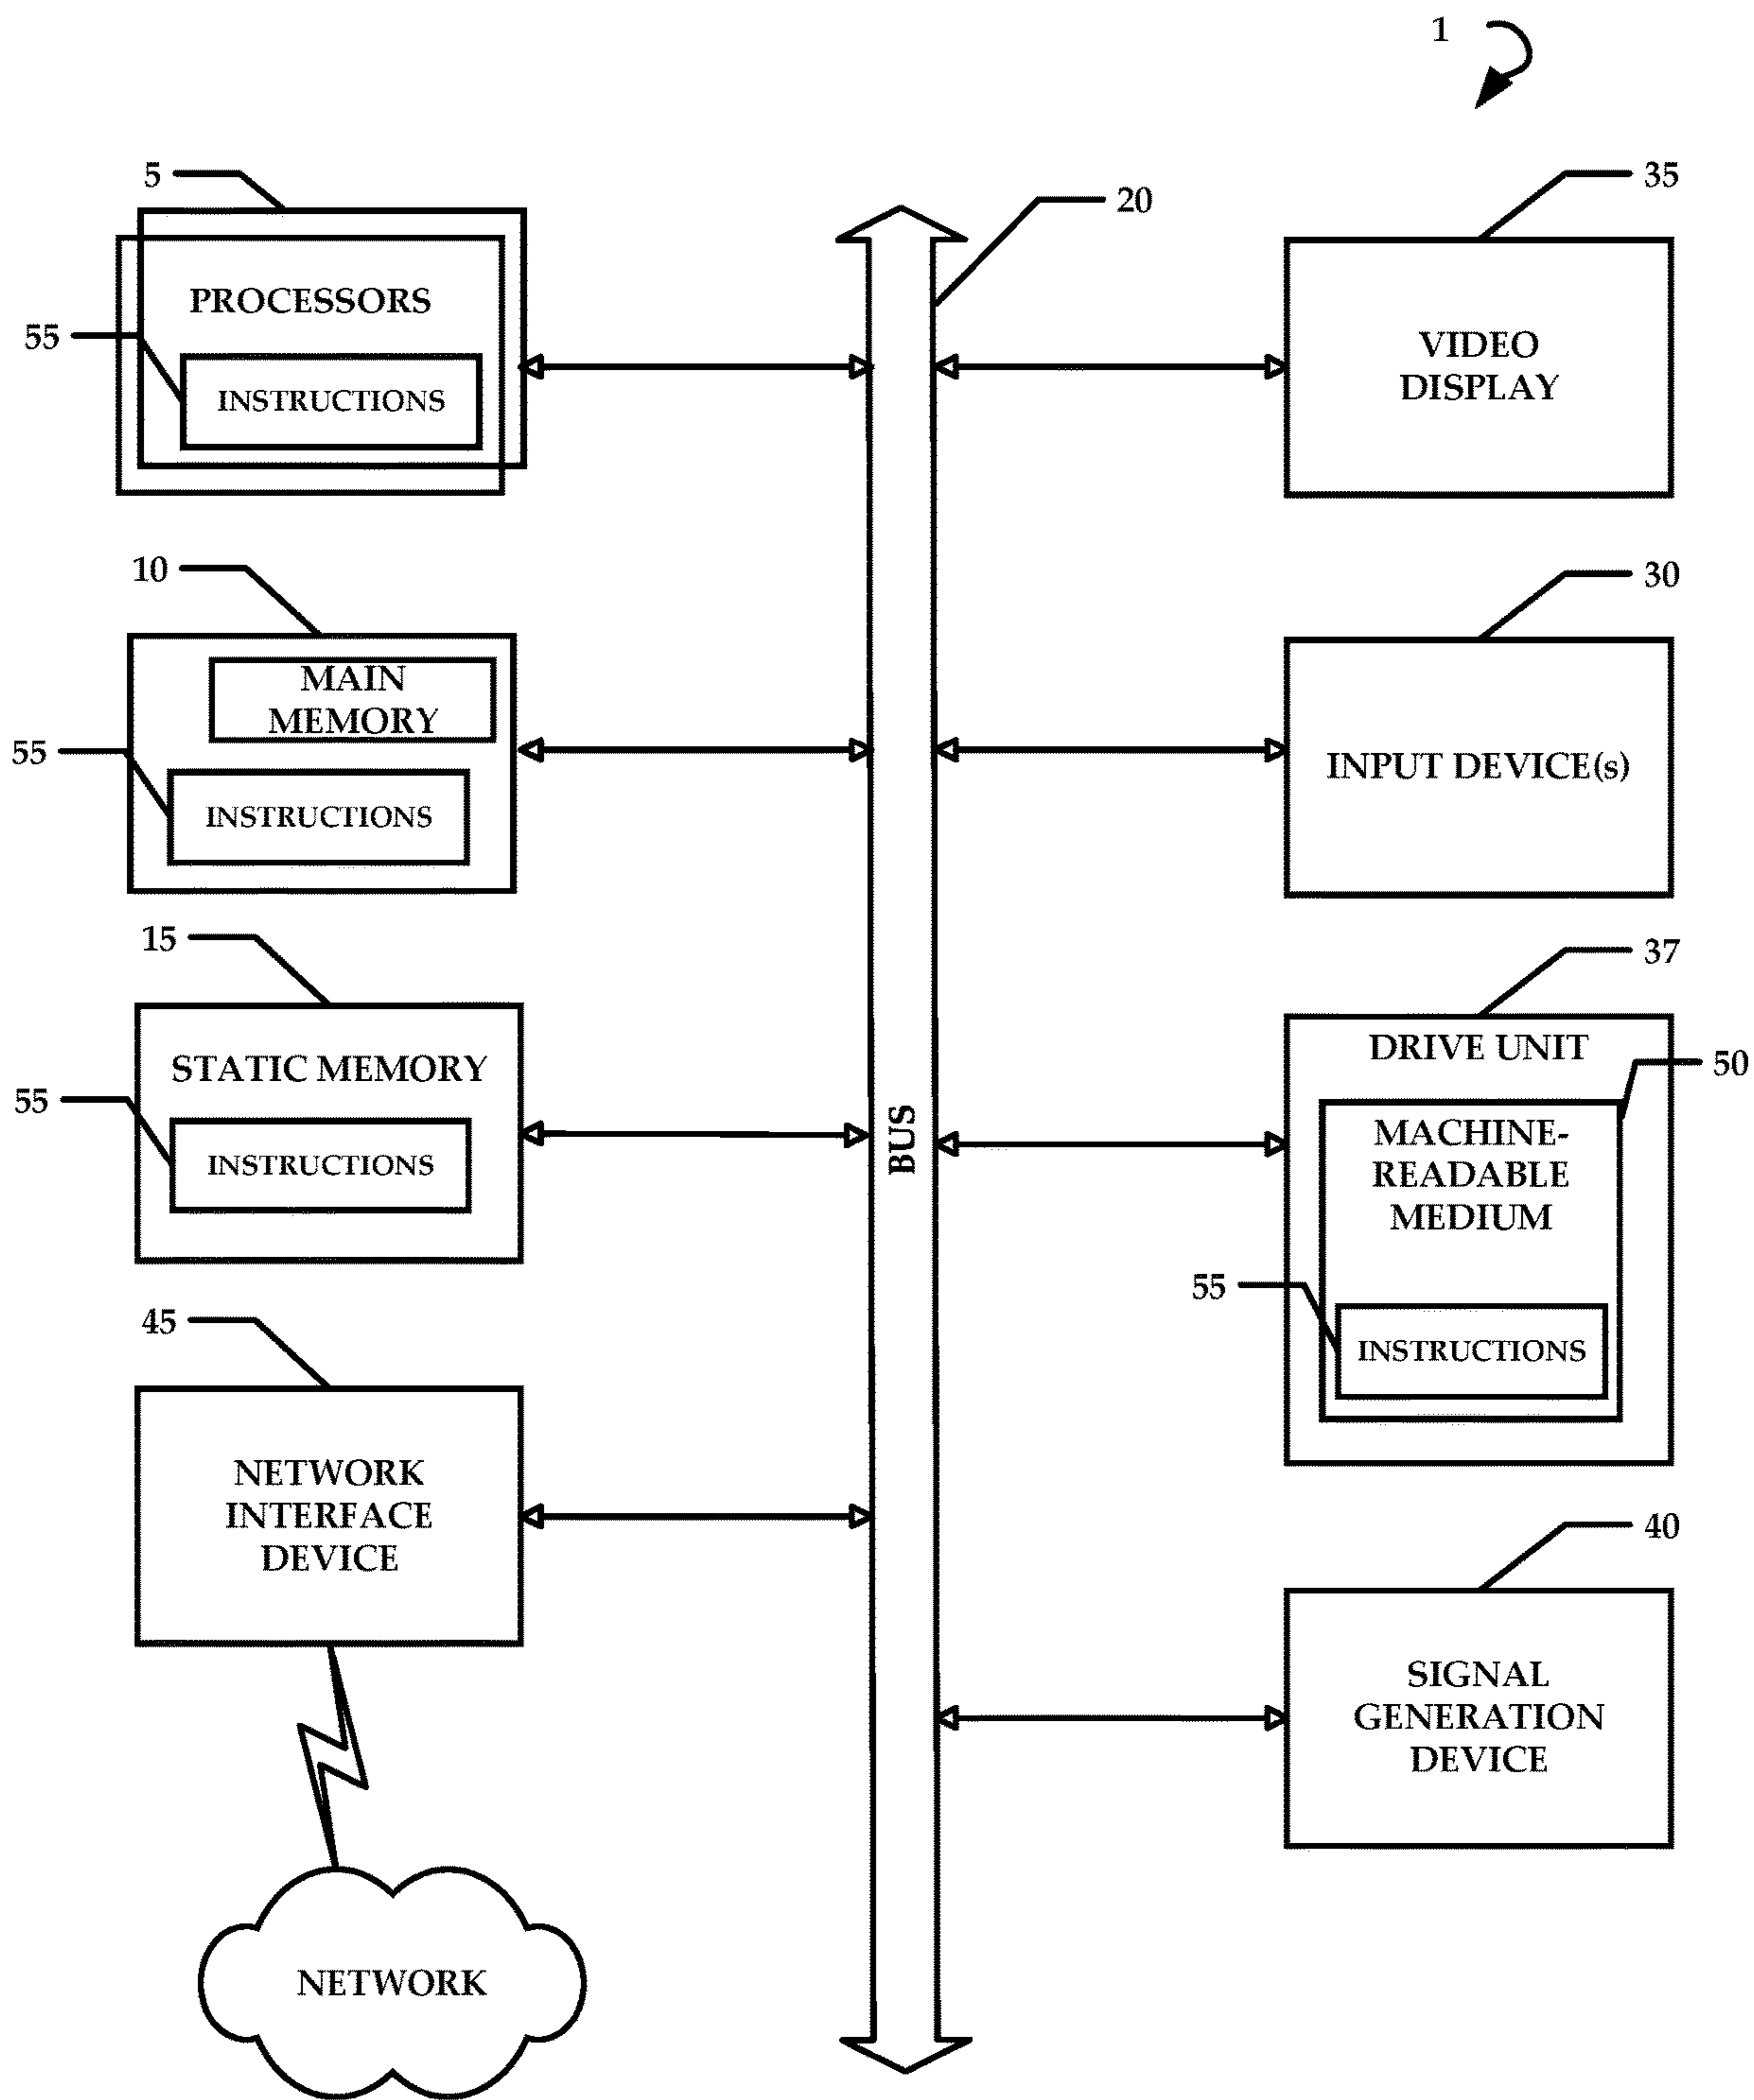 1
5
PROCESSORS
55
INSTRUCTIONS
20
35
VIDEO
DISPLAY
10
MAIN
MEMORY
55
INSTRUCTIONS
30
INPUT DEVICE(s)
15
STATIC MEMORY
55
INSTRUCTIONS
BUS
37
DRIVE UNIT
50
MACHINE-
READABLE
MEDIUM
55
INSTRUCTIONS
45
NETWORK
INTERFACE
DEVICE
40
SIGNAL
GENERATION
DEVICE
NETWORK